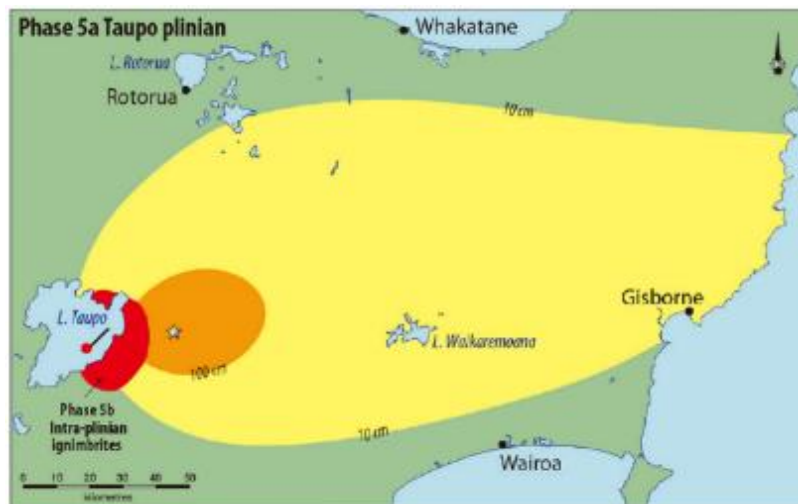 Phase 5a Taupo plinian
Whakatane
L. Rotorua
Rotorua
10 cm
Gisborne
L. Taupo
L. Waikaremoana
100 cm
Phase 5b
Intra-plinian
ignimbrites
10 cm
Wairoa
0 10 20 30 40 50
kilometres